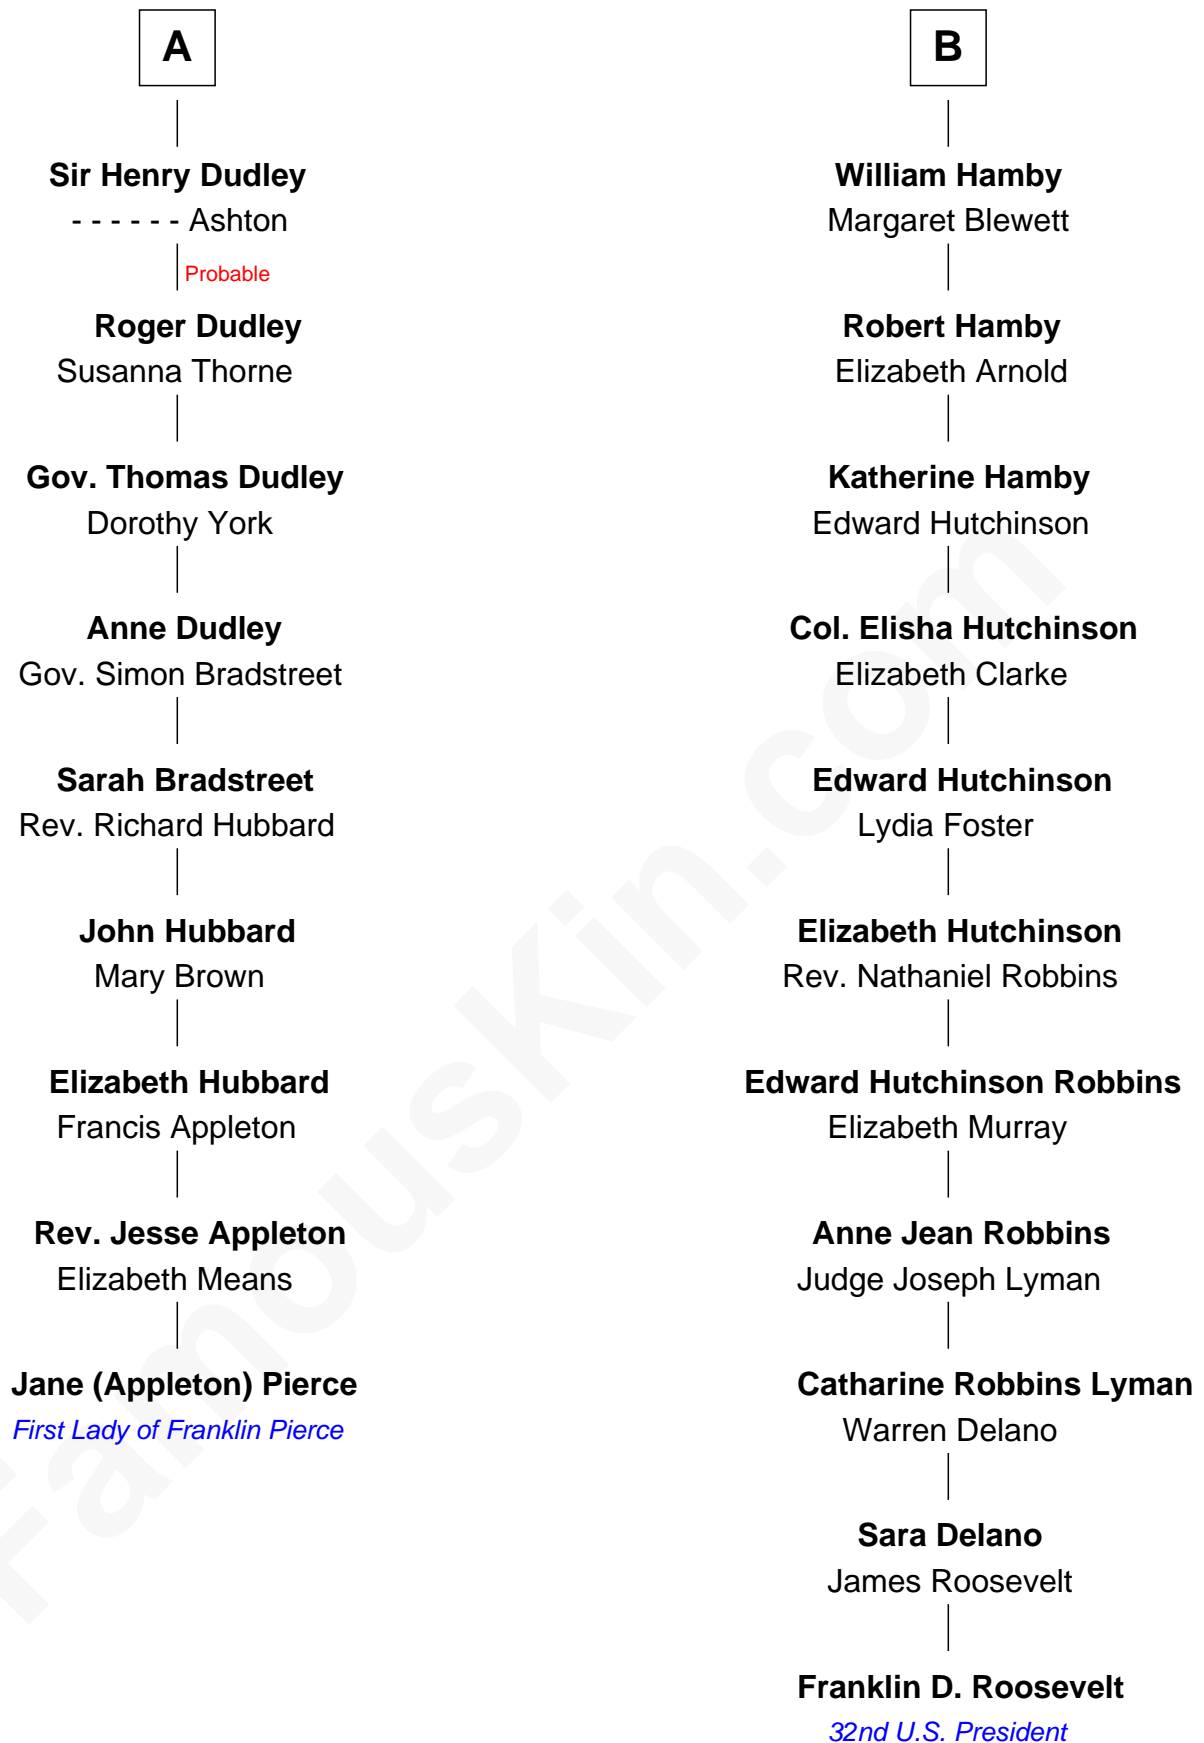 A
Sir Henry Dudley
- - - - - - Ashton
Probable
Roger Dudley
Susanna Thorne
Gov. Thomas Dudley
Dorothy York
Anne Dudley
Gov. Simon Bradstreet
Sarah Bradstreet
Rev. Richard Hubbard
John Hubbard
Mary Brown
Elizabeth Hubbard
Francis Appleton
Rev. Jesse Appleton
Elizabeth Means
Jane (Appleton) Pierce
First Lady of Franklin Pierce
B
William Hamby
Margaret Blewett
Robert Hamby
Elizabeth Arnold
Katherine Hamby
Edward Hutchinson
Col. Elisha Hutchinson
Elizabeth Clarke
Edward Hutchinson
Lydia Foster
Elizabeth Hutchinson
Rev. Nathaniel Robbins
Edward Hutchinson Robbins
Elizabeth Murray
Anne Jean Robbins
Judge Joseph Lyman
Catharine Robbins Lyman
Warren Delano
Sara Delano
James Roosevelt
Franklin D. Roosevelt
32nd U.S. President
FamousKin.com